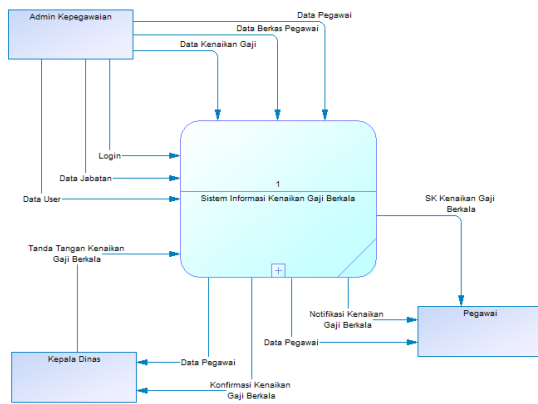 Admin Kepegawaian
Data Pegawai
Data Berkas Pegawai
Data Kenaikan Gaji
Login
Data Jabatan
Data User
1
Sistem Informasi Kenaikan Gaji Berkala
SK Kenaikan Gaji
Berkala
Tanda Tangan Kenaikan
Gaji Berkala
Notifikasi Kenaikan
Gaji Berkala
Pegawai
Data Pegawai
Kepala Dinas
Data Pegawai
Konfirmasi Kenaikan
Gaji Berkala